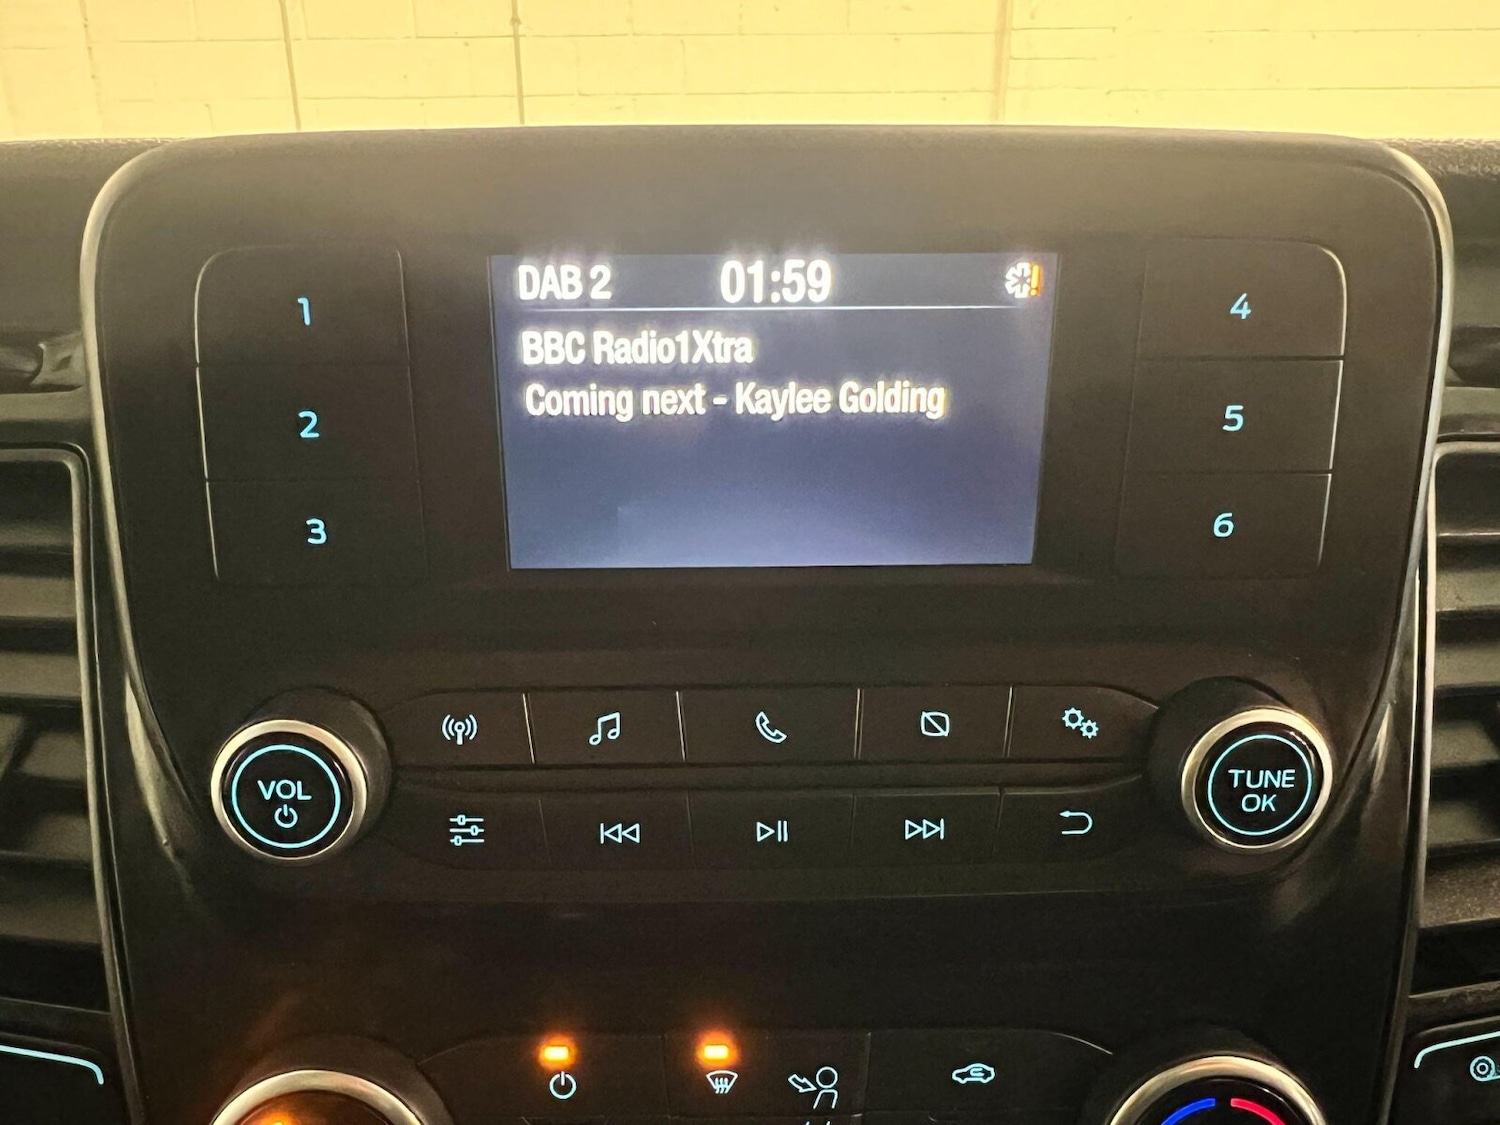 DAB 2 01:59 !
BBC Radio1Xtra
Coming next - Kaylee Golding
1
2
3
4
5
6
VOL
TUNE
OK